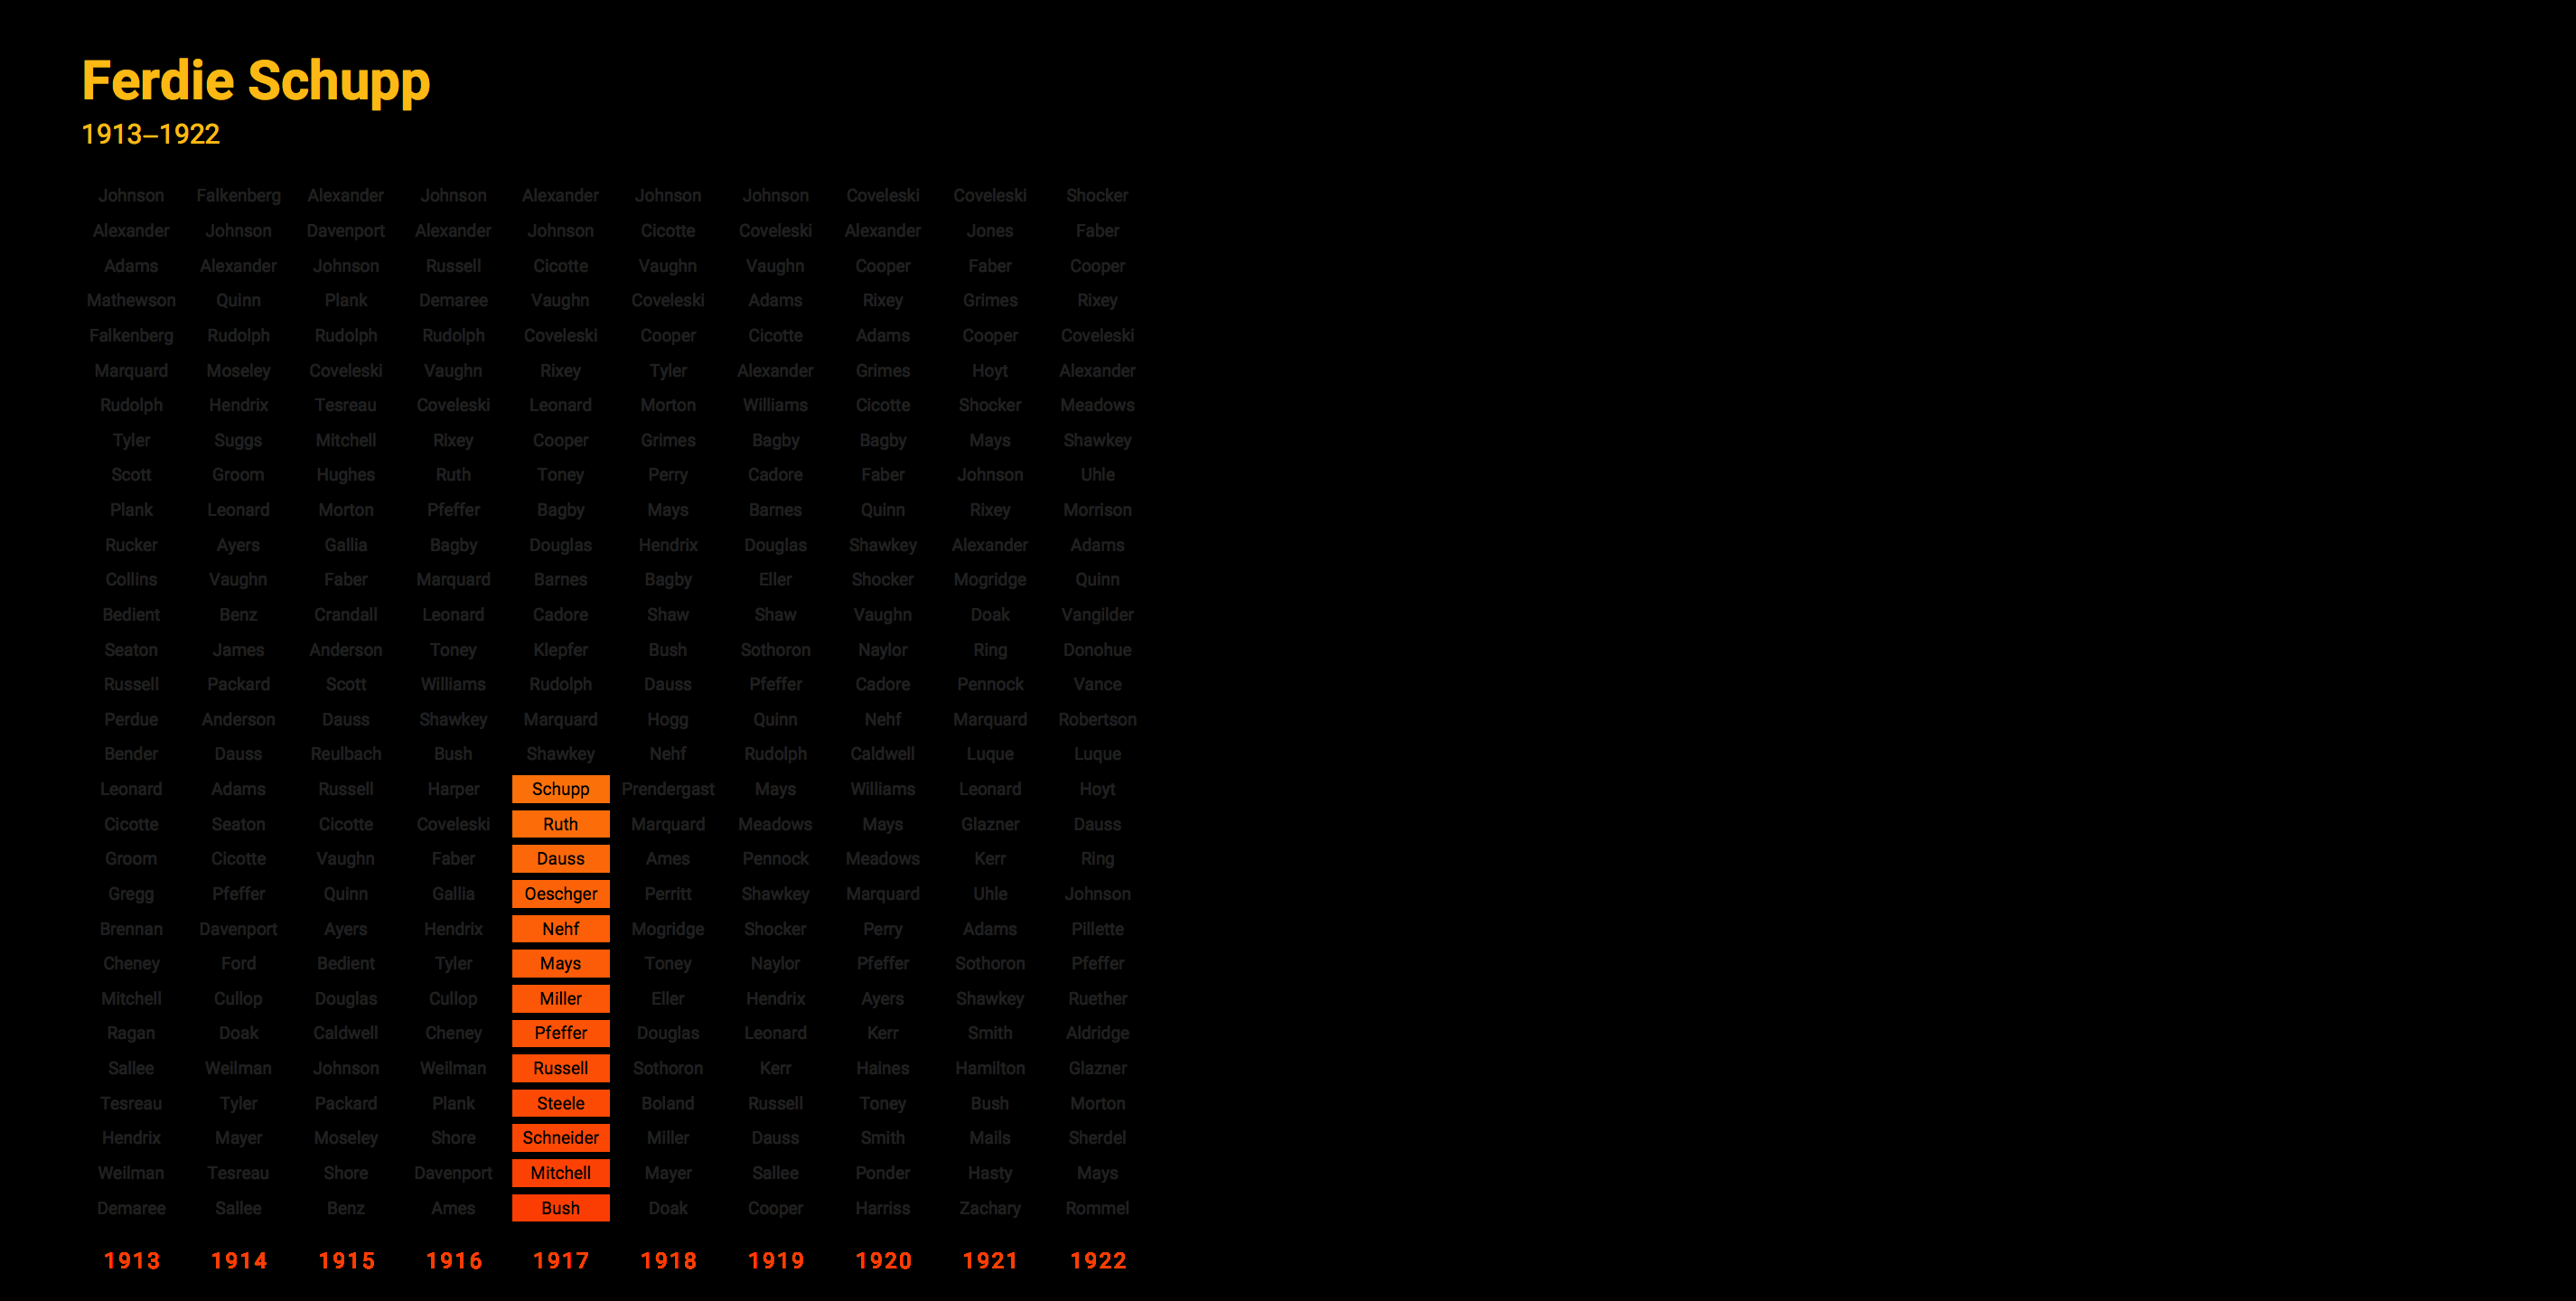 Ferdie Schupp
1913–1922
Johnson Falkenberg Alexander Johnson Alexander Johnson Johnson Coveleski Coveleski Shocker
Alexander Johnson Davenport Alexander Johnson Cicotte Coveleski Alexander Jones Faber
Adams Alexander Johnson Russell Cicotte Vaughn Vaughn Cooper Faber Cooper
Mathewson Quinn Plank Demaree Vaughn Coveleski Adams Rixey Grimes Rixey
Falkenberg Rudolph Rudolph Rudolph Coveleski Cooper Cicotte Adams Cooper Coveleski
Marquard Moseley Coveleski Vaughn Rixey Tyler Alexander Grimes Hoyt Alexander
Rudolph Hendrix Tesreau Coveleski Leonard Morton Williams Cicotte Shocker Meadows
Tyler Suggs Mitchell Rixey Cooper Grimes Bagby Bagby Mays Shawkey
Scott Groom Hughes Ruth Toney Perry Cadore Faber Johnson Uhle
Plank Leonard Morton Pfeffer Bagby Mays Barnes Quinn Rixey Morrison
Rucker Ayers Gallia Bagby Douglas Hendrix Douglas Shawkey Alexander Adams
Collins Vaughn Faber Marquard Barnes Bagby Eller Shocker Mogridge Quinn
Bedient Benz Crandall Leonard Cadore Shaw Shaw Vaughn Doak Vangilder
Seaton James Anderson Toney Klepfer Bush Sothoron Naylor Ring Donohue
Russell Packard Scott Williams Rudolph Dauss Pfeffer Cadore Pennock Vance
Perdue Anderson Dauss Shawkey Marquard Hogg Quinn Nehf Marquard Robertson
Bender Dauss Reulbach Bush Shawkey Nehf Rudolph Caldwell Luque Luque
Leonard Adams Russell Harper Schupp Prendergast Mays Williams Leonard Hoyt
Cicotte Seaton Cicotte Coveleski Ruth Marquard Meadows Mays Glazner Dauss
Groom Cicotte Vaughn Faber Dauss Ames Pennock Meadows Kerr Ring
Gregg Pfeffer Quinn Gallia Oeschger Perritt Shawkey Marquard Uhle Johnson
Brennan Davenport Ayers Hendrix Nehf Mogridge Shocker Perry Adams Pillette
Cheney Ford Bedient Tyler Mays Toney Naylor Pfeffer Sothoron Pfeffer
Mitchell Cullop Douglas Cullop Miller Eller Hendrix Ayers Shawkey Ruether
Ragan Doak Caldwell Cheney Pfeffer Douglas Leonard Kerr Smith Aldridge
Sallee Weilman Johnson Weilman Russell Sothoron Kerr Haines Hamilton Glazner
Tesreau Tyler Packard Plank Steele Boland Russell Toney Bush Morton
Hendrix Mayer Moseley Shore Schneider Miller Dauss Smith Mails Sherdel
Weilman Tesreau Shore Davenport Mitchell Mayer Sallee Ponder Hasty Mays
Demaree Sallee Benz Ames Bush Doak Cooper Harriss Zachary Rommel
1913 1914 1915 1916 1917 1918 1919 1920 1921 1922